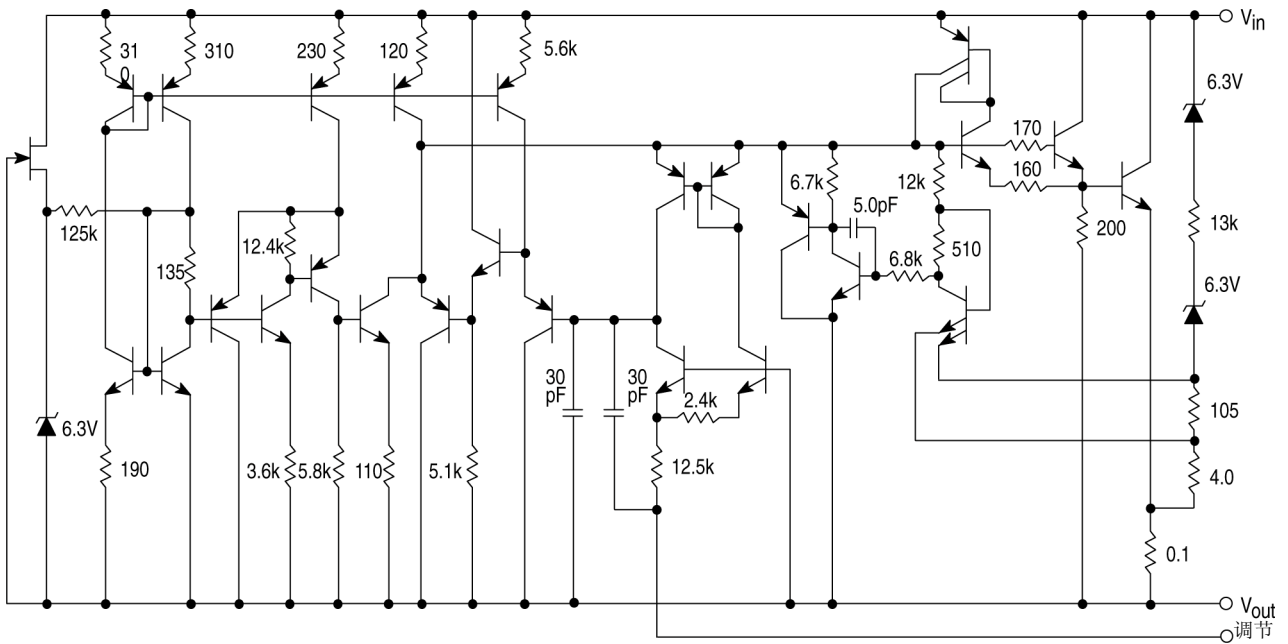 Vin
31
0
310
230
120
5.6k
6.3V
170
160
6.7k
12k
5.0pF
125k
12.4k
510
200
13k
135
6.8k
6.3V
30
pF
30
pF
2.4k
105
6.3V
190
3.6k
5.8k
110
5.1k
12.5k
4.0
0.1
Vout
调节